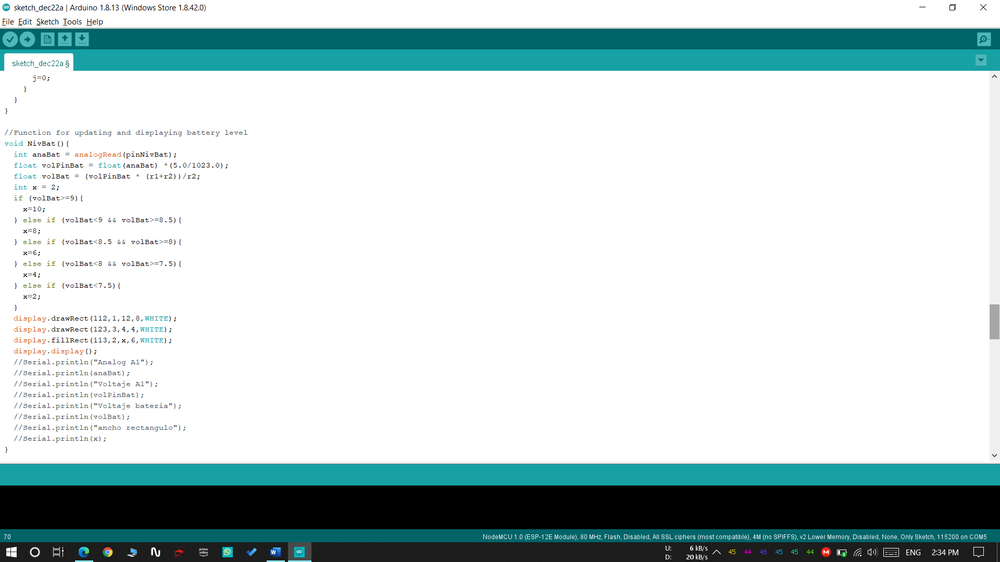 sketch_dec22a | Arduino 1.8.13 (Windows Store 1.8.42.0)
File Edit Sketch Tools Help
sketch_dec22a §
      j=0;
    }
  }
}
//Function for updating and displaying battery level
void NivBat(){
  int anaBat = analogRead(pinNivBat);
  float volPinBat = float(anaBat) *(5.0/1023.0);
  float volBat = (volPinBat * (r1+r2))/r2;
  int x = 2;
  if (volBat>=9){
    x=10;
  } else if (volBat<9 && volBat>=8.5){
    x=8;
  } else if (volBat<8.5 && volBat>=8){
    x=6;
  } else if (volBat<8 && volBat>=7.5){
    x=4;
  } else if (volBat<7.5){
    x=2;
  }
  display.drawRect(112,1,12,8,WHITE);
  display.drawRect(123,3,4,4,WHITE);
  display.fillRect(113,2,x,6,WHITE);
  display.display();
  //Serial.println("Analog A1");
  //Serial.println(anaBat);
  //Serial.println("Voltaje A1");
  //Serial.println(volPinBat);
  //Serial.println("Voltaje bateria");
  //Serial.println(volBat);
  //Serial.println("ancho rectangulo");
  //Serial.println(x);
}
70 NodeMCU 1.0 (ESP-12E Module), 80 MHz, Flash, Disabled, All SSL ciphers (most compatible), 4M (no SPIFFS), v2 Lower Memory, Disabled, None, Only Sketch, 115200 on COM5
prime video
W
U: 6 kB/s
D: 20 kB/s
45 44 46 45 45 44
M
ENG
2:34 PM